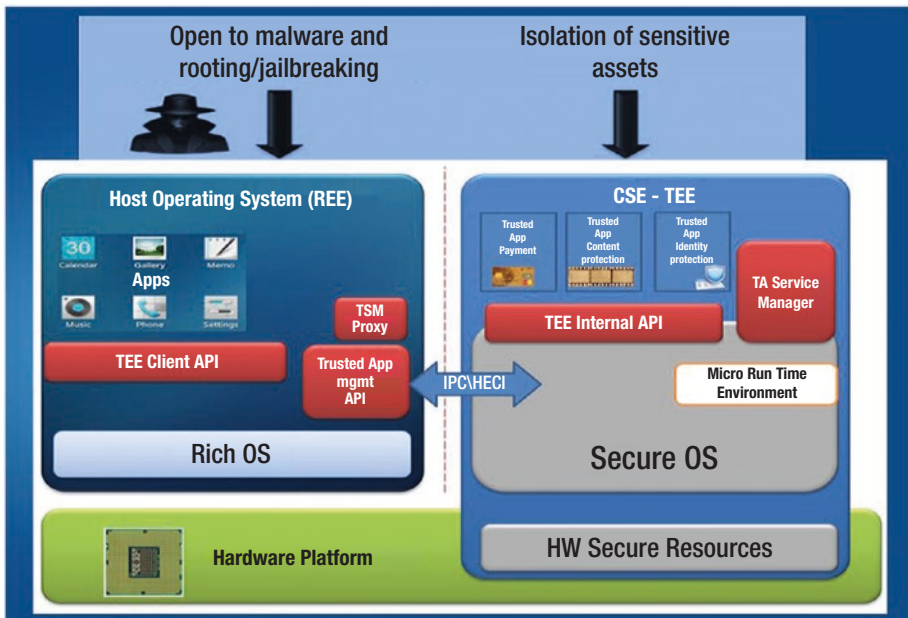 Open to malware and
rooting/jailbreaking
Isolation of sensitive
assets
Host Operating System (REE)
30
Calendar
Gallery
Memo
Apps
Music
Phone
Settings
TSM
Proxy
TEE Client API
Trusted App
mgmt
API
Rich OS
IPC\HECI
CSE - TEE
Trusted
App
Payment
Trusted
App
Content
protection
Trusted
App
Identity
protection
TA Service
Manager
TEE Internal API
Micro Run Time
Environment
Secure OS
HW Secure Resources
Hardware Platform